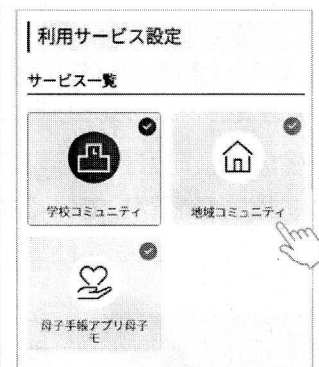 利用サービス設定
サービス一覧
学校コミュニティ
地域コミュニティ
母子手帳アプリ母子
モ